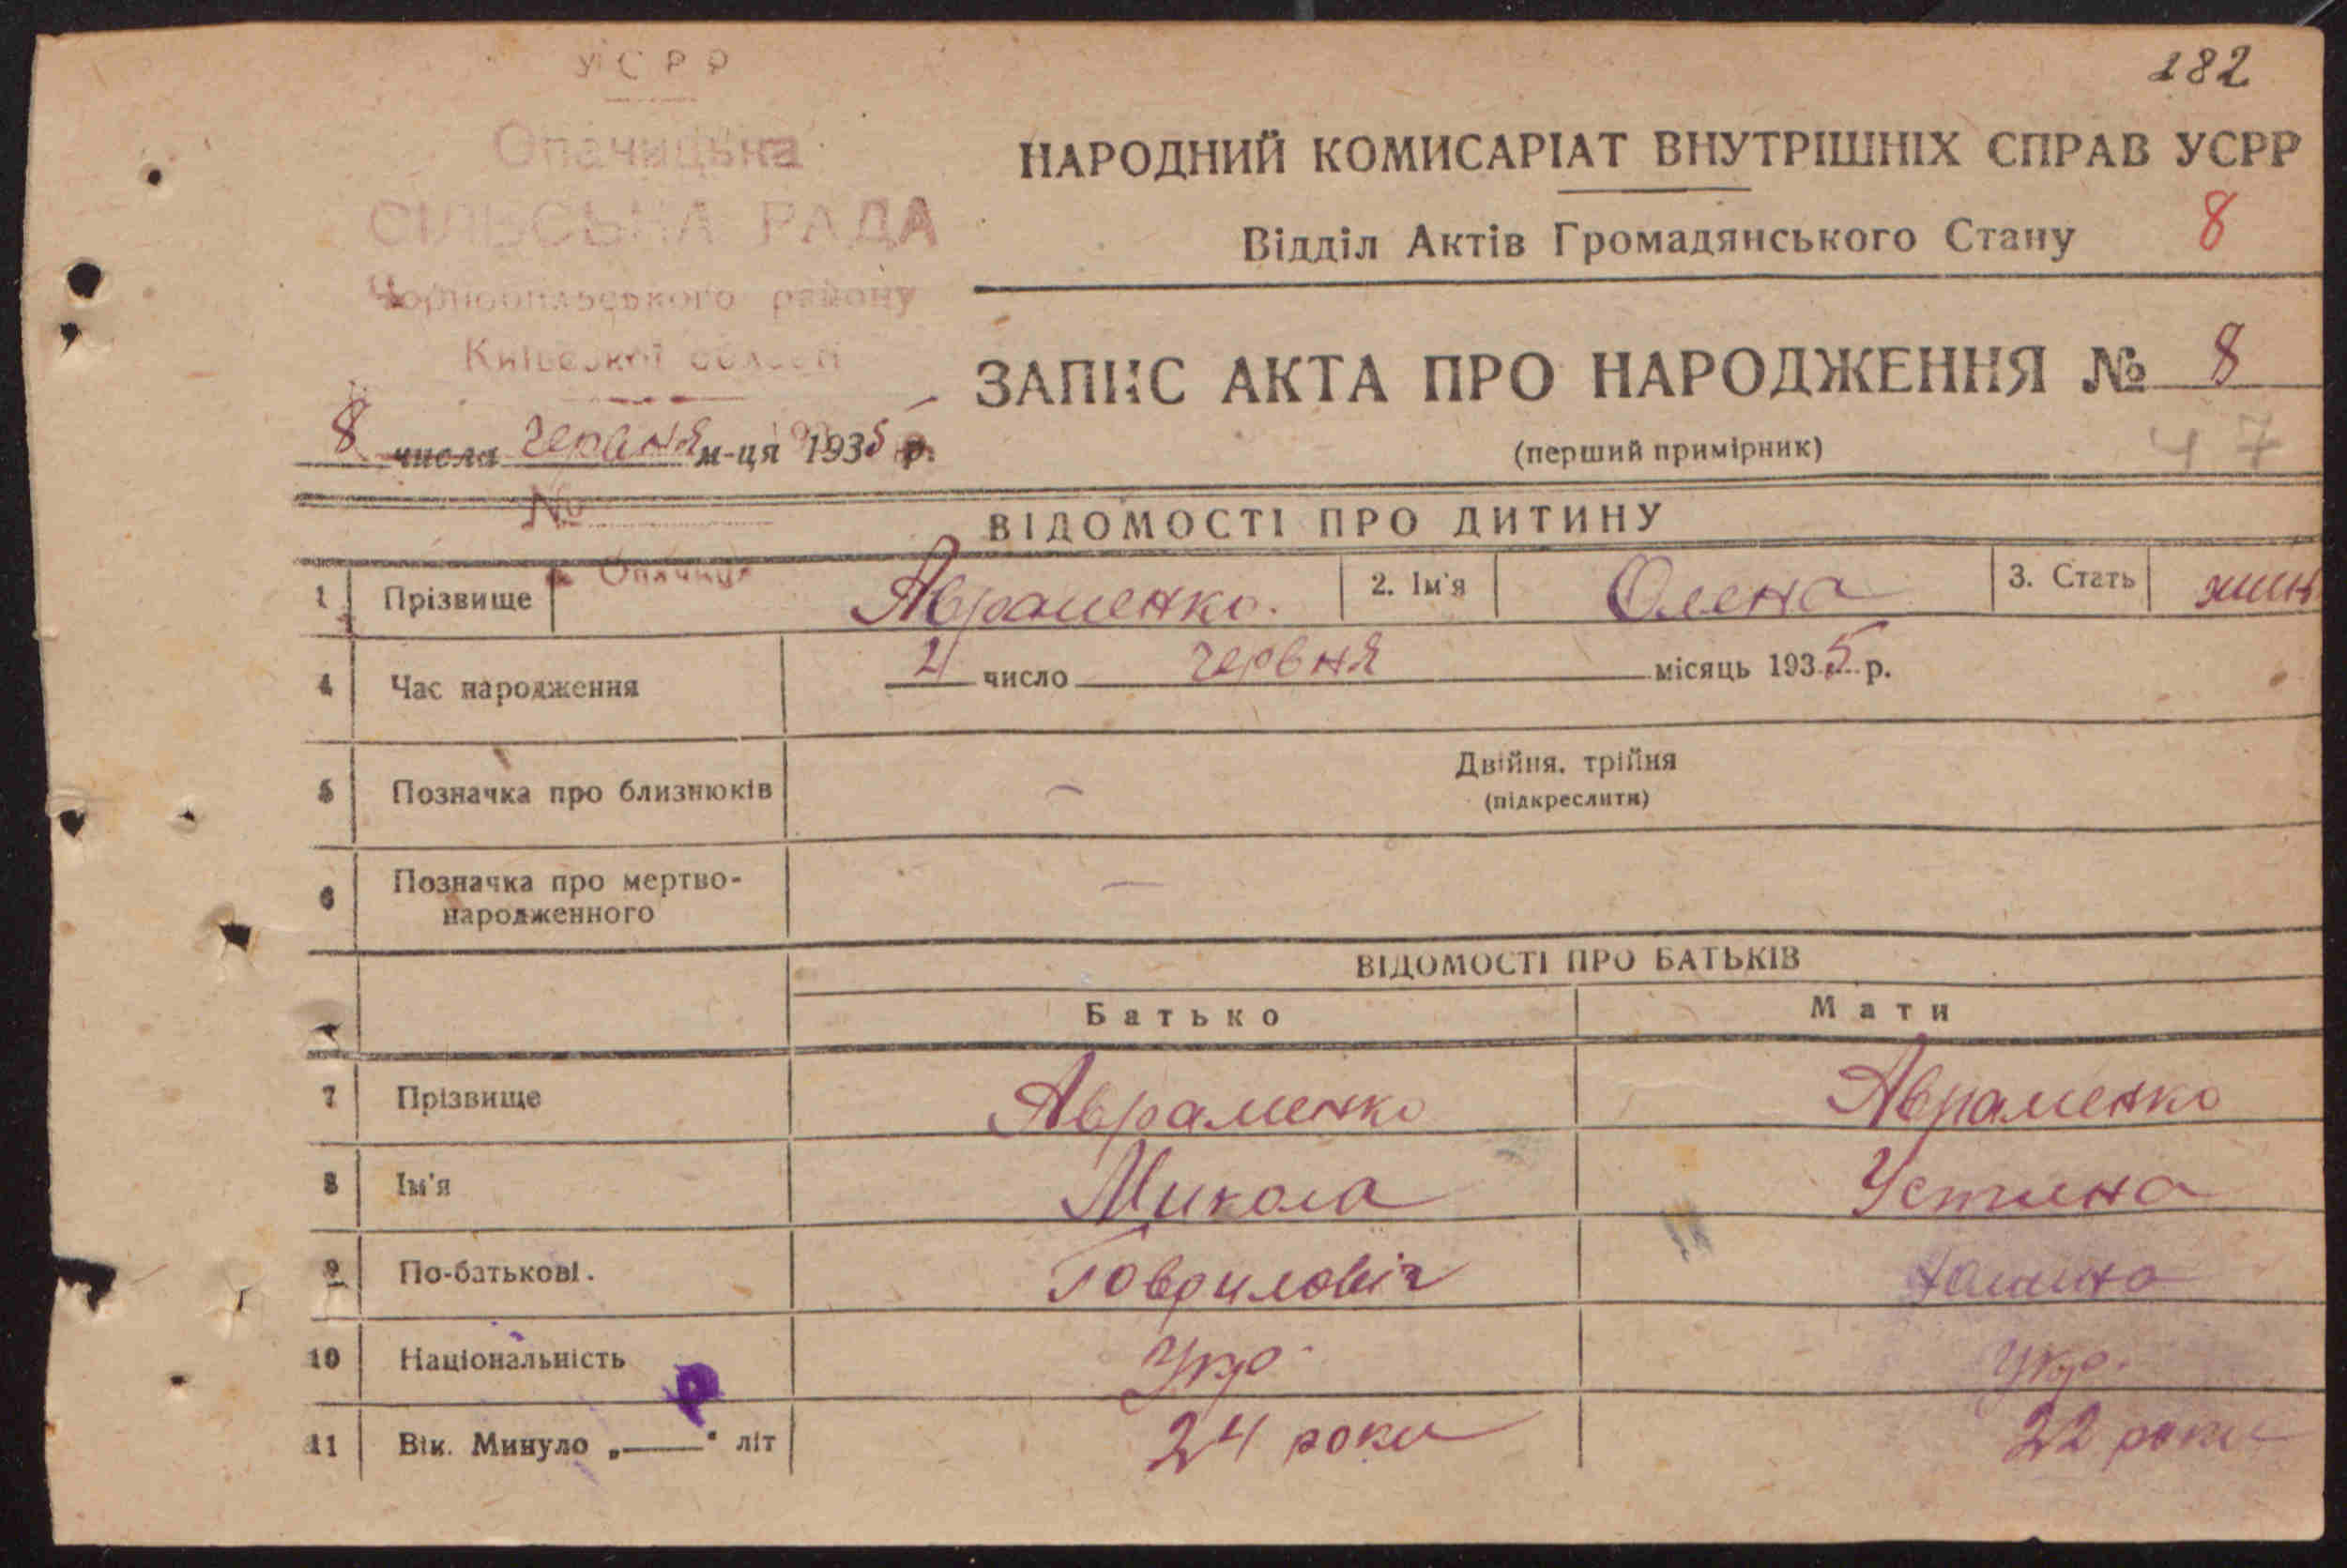 УСРР
182
Опачицька
СІЛЬСЬКА РАДА
Чорнобильського району
Київської області
НАРОДНИЙ КОМИСАРІАТ ВНУТРІШНІХ СПРАВ УСРР
Відділ Актів Громадянського Стану 8
ЗАПИС АКТА ПРО НАРОДЖЕННЯ № 8
8 числа червня м-ця 1935 р.
(перший примірник) 47
№
ВІДОМОСТІ ПРО ДИТИНУ
с. Опачичі
1 Прізвище Авраменко. 2. Ім'я Олена 3. Стать жін
4 Час народження число червня місяць 1935 р.
5 Позначка про близнюків – Двійня, трійня
(підкреслити)
6 Позначка про мертво-
народженного –
ВІДОМОСТІ ПРО БАТЬКІВ
Батько Мати
7 Прізвище Авраменко Авраменко
8 Ім'я Микола Устина
9 По-батькові. Гаврилович
10 Національність Укр. Укр.
11 Вік. Минуло „——" літ 24 роки 22 роки